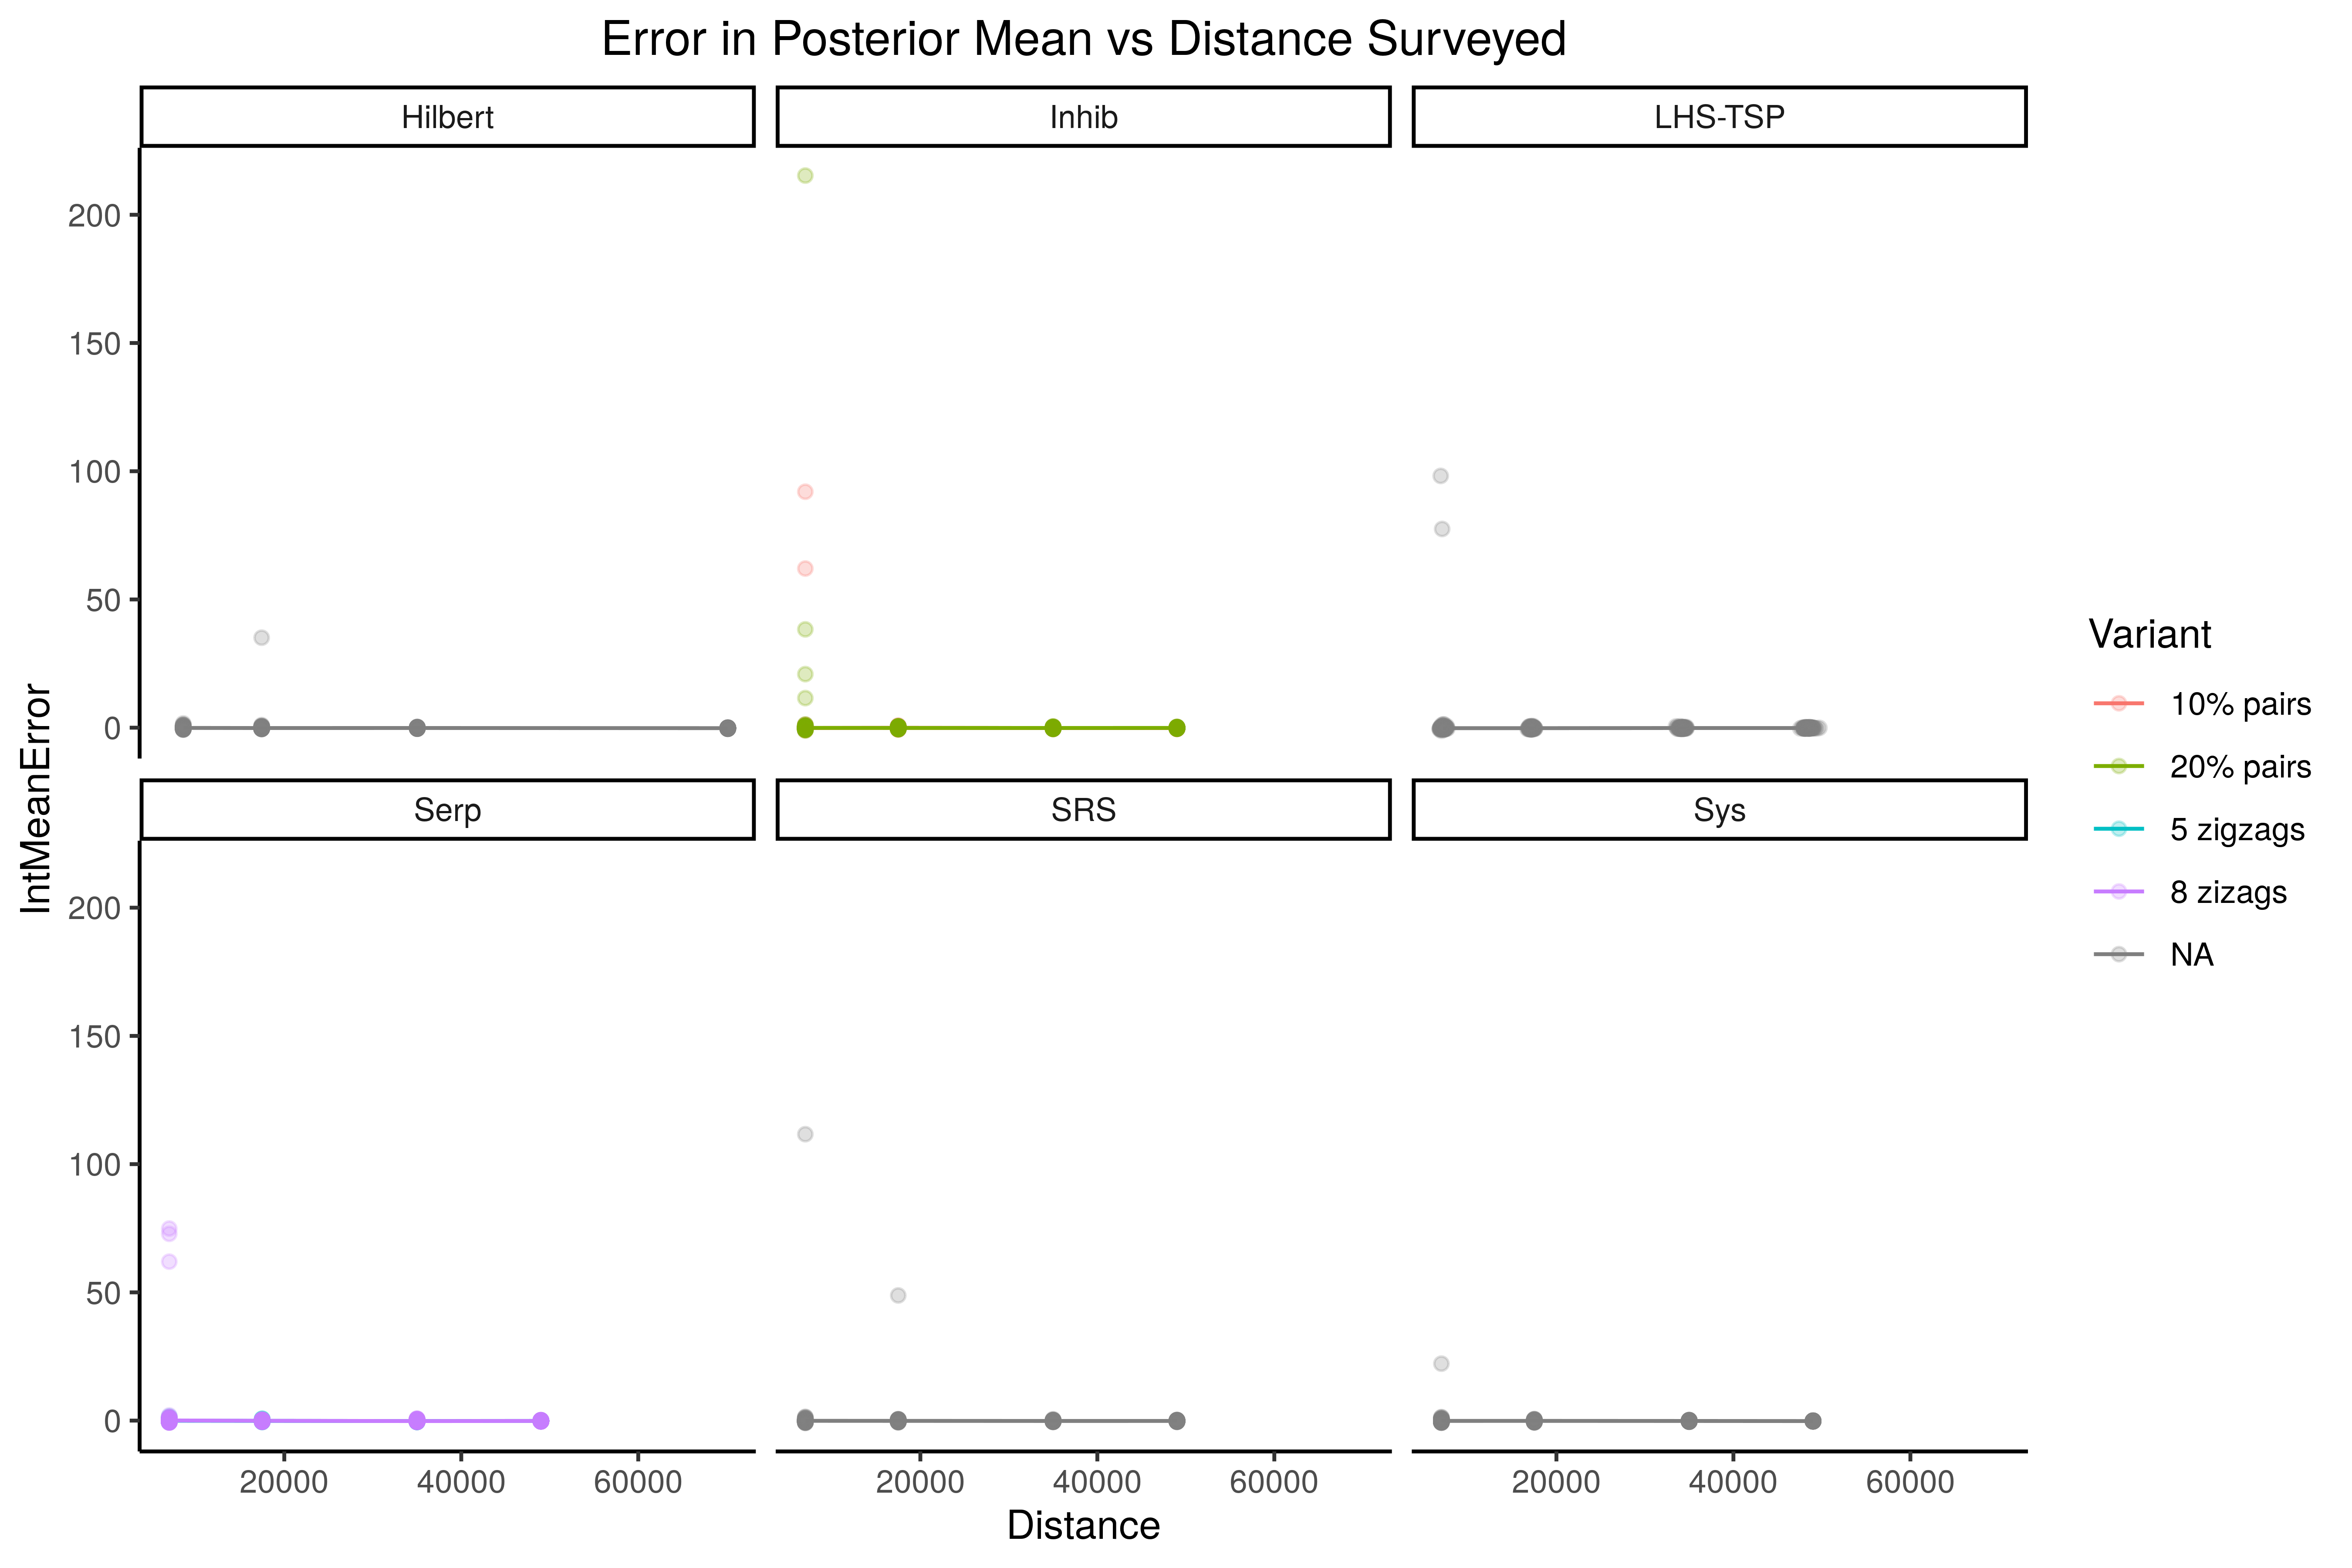 Error in Posterior Mean vs Distance Surveyed
Hilbert
Inhib
LHS-TSP
200
150
100
50
0
Serp
SRS
Sys
200
150
100
50
0
20000 40000 60000
20000 40000 60000
20000 40000 60000
Distance
IntMeanError
Variant
10% pairs
20% pairs
5 zigzags
8 zizags
NA